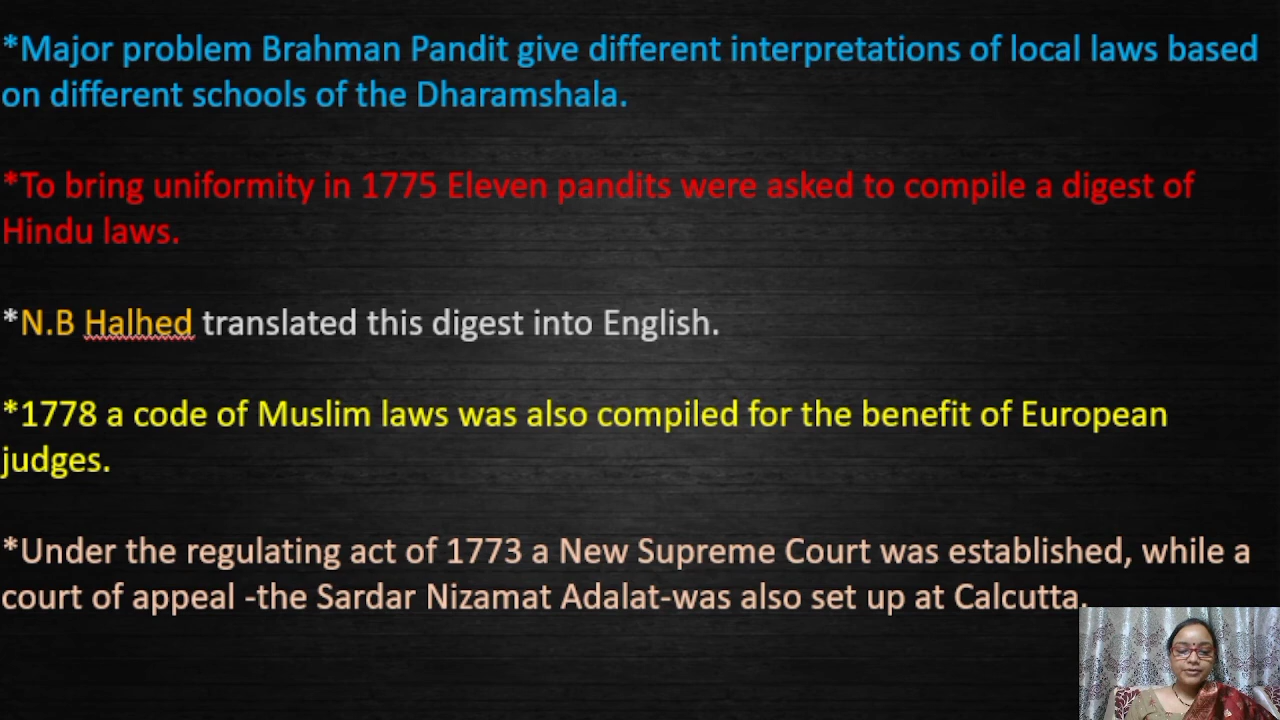 *Major problem Brahman Pandit give different interpretations of local laws based
on different schools of the Dharamshala.
*To bring uniformity in 1775 Eleven pandits were asked to compile a digest of
Hindu laws.
*N.B Halhed translated this digest into English.
*1778 a code of Muslim laws was also compiled for the benefit of European
judges.
*Under the regulating act of 1773 a New Supreme Court was established, while a
court of appeal -the Sardar Nizamat Adalat-was also set up at Calcutta.